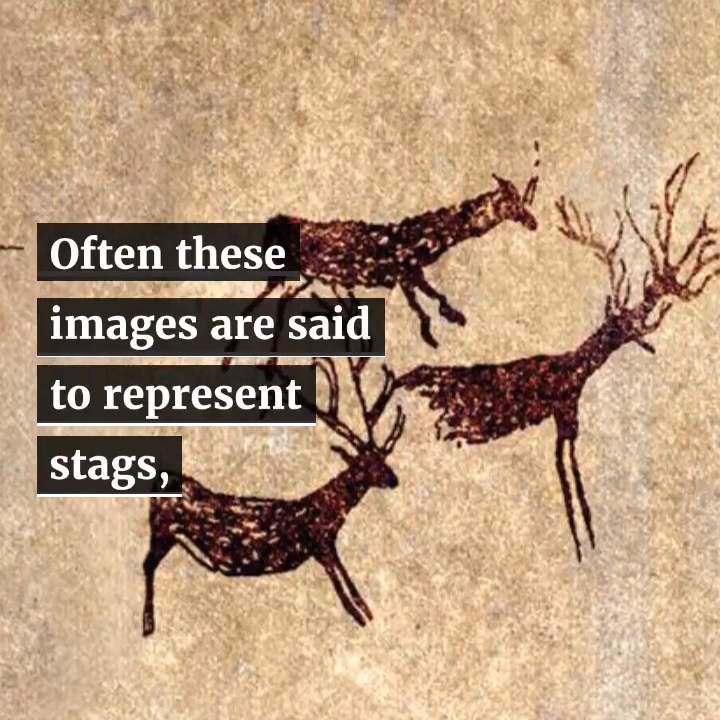 Often these
images are said
to represent
stags,